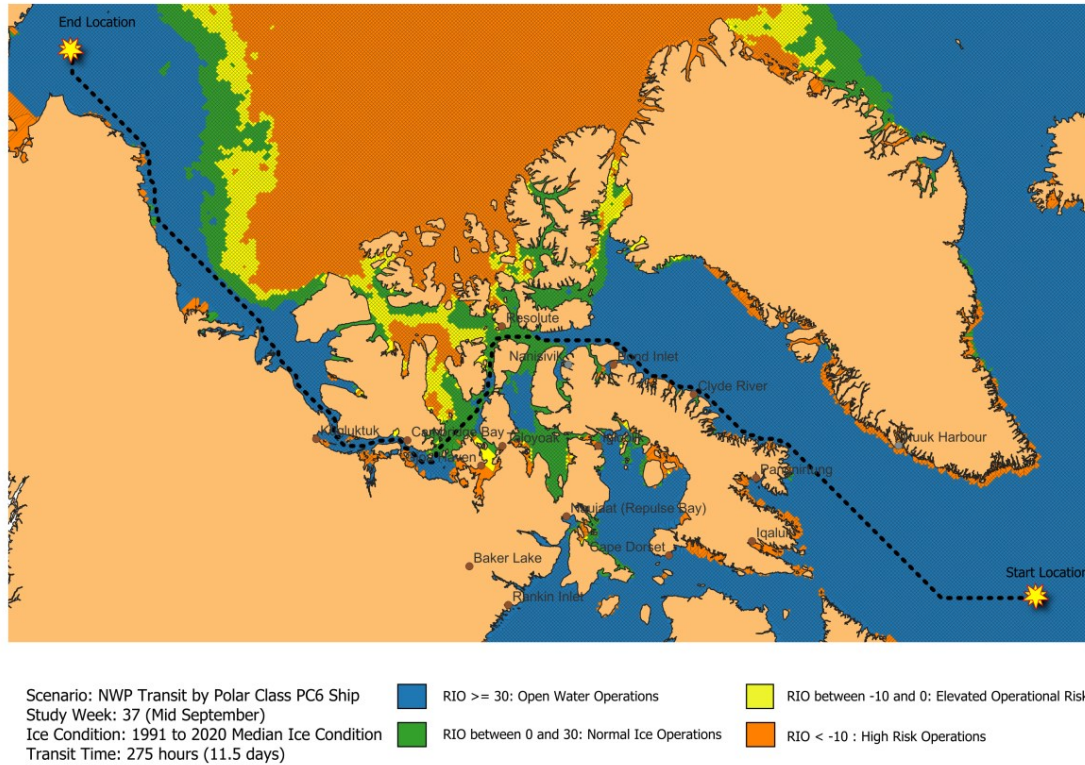 End Location
Resolute
Nanisivik
Pond Inlet
Clyde River
Kugluktuk
Cambridge Bay
Taloyoak
Gjoa Haven
Igloolik
Nuuk Harbour
Pangnirtung
Naujaat (Repulse Bay)
Iqaluit
Cape Dorset
Baker Lake
Start Location
Rankin Inlet
Scenario: NWP Transit by Polar Class PC6 Ship
Study Week: 37 (Mid September)
Ice Condition: 1991 to 2020 Median Ice Condition
Transit Time: 275 hours (11.5 days)
RIO >= 30: Open Water Operations
RIO between 0 and 30: Normal Ice Operations
RIO between -10 and 0: Elevated Operational Risk
RIO < -10 : High Risk Operations